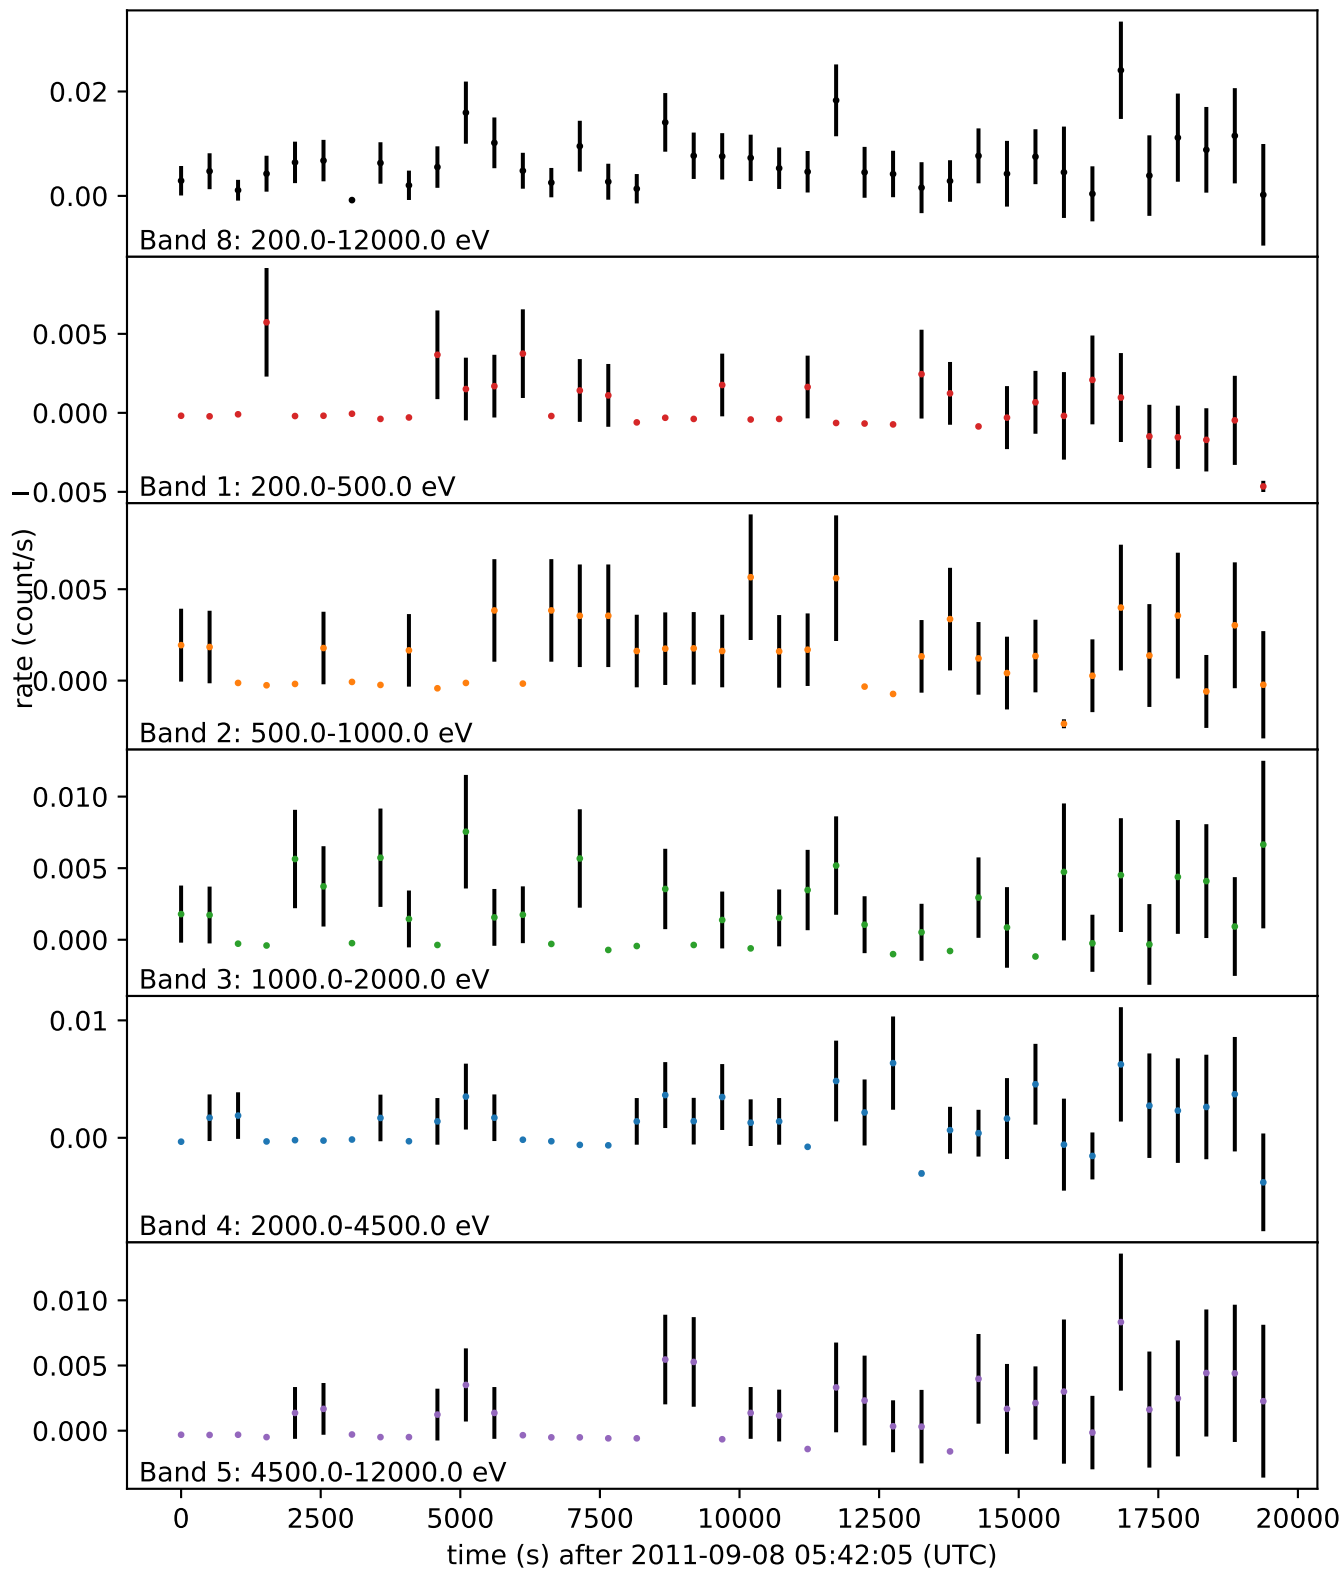 0.02
0.00
Band 8: 200.0-12000.0 eV
0.005
0.000
−0.005
Band 1: 200.0-500.0 eV
rate (count/s)
0.005
0.000
Band 2: 500.0-1000.0 eV
0.010
0.005
0.000
Band 3: 1000.0-2000.0 eV
0.01
0.00
Band 4: 2000.0-4500.0 eV
0.010
0.005
0.000
Band 5: 4500.0-12000.0 eV
0 2500 5000 7500 10000 12500 15000 17500 20000
time (s) after 2011-09-08 05:42:05 (UTC)